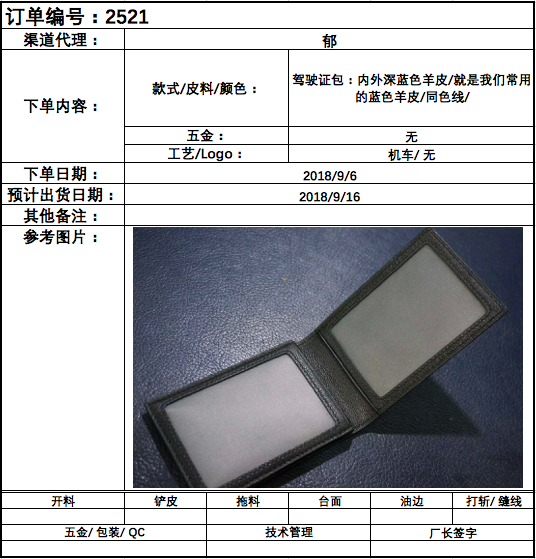 订单编号：2521
渠道代理：
郁
下单内容：
款式/皮料/颜色：
驾驶证包：内外深蓝色羊皮/就是我们常用
的蓝色羊皮/同色线/
五金：
无
工艺/Logo：
机车/ 无
下单日期：
2018/9/6
预计出货日期：
2018/9/16
其他备注：
参考图片：
开料
铲皮
拖料
台面
油边
打斩/ 缝线
五金/ 包装/ QC
技术管理
厂长签字